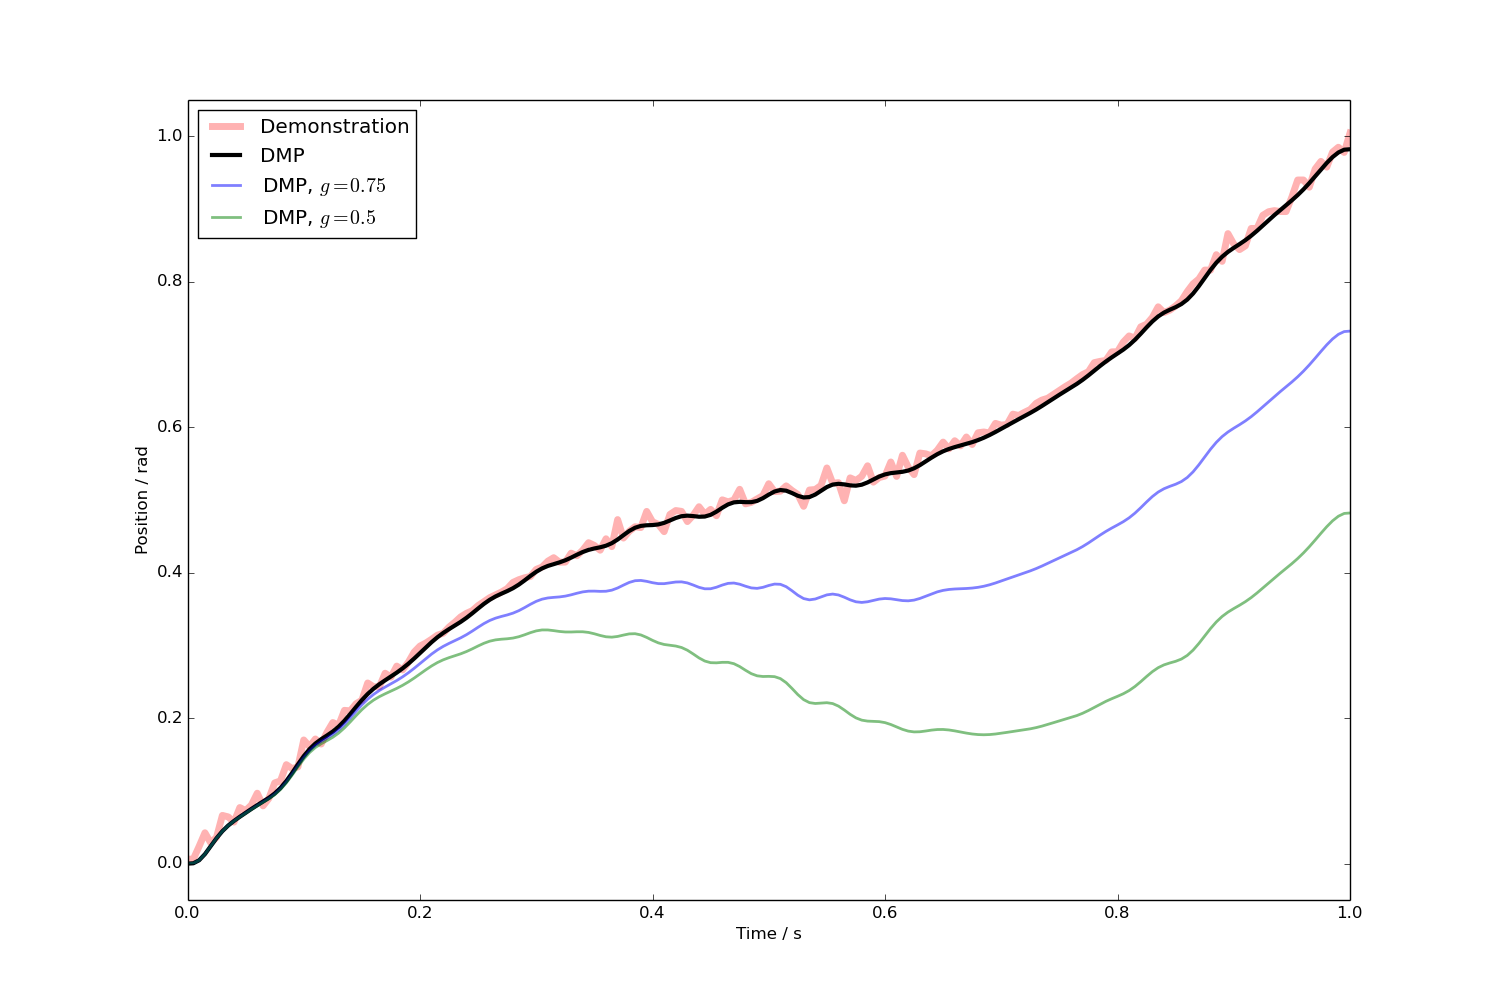 Demonstration
DMP
DMP, g=0.75
DMP, g=0.5
1.0
0.8
0.6
0.4
0.2
0.0
Position / rad
0.0 0.2 0.4 0.6 0.8 1.0
Time / s